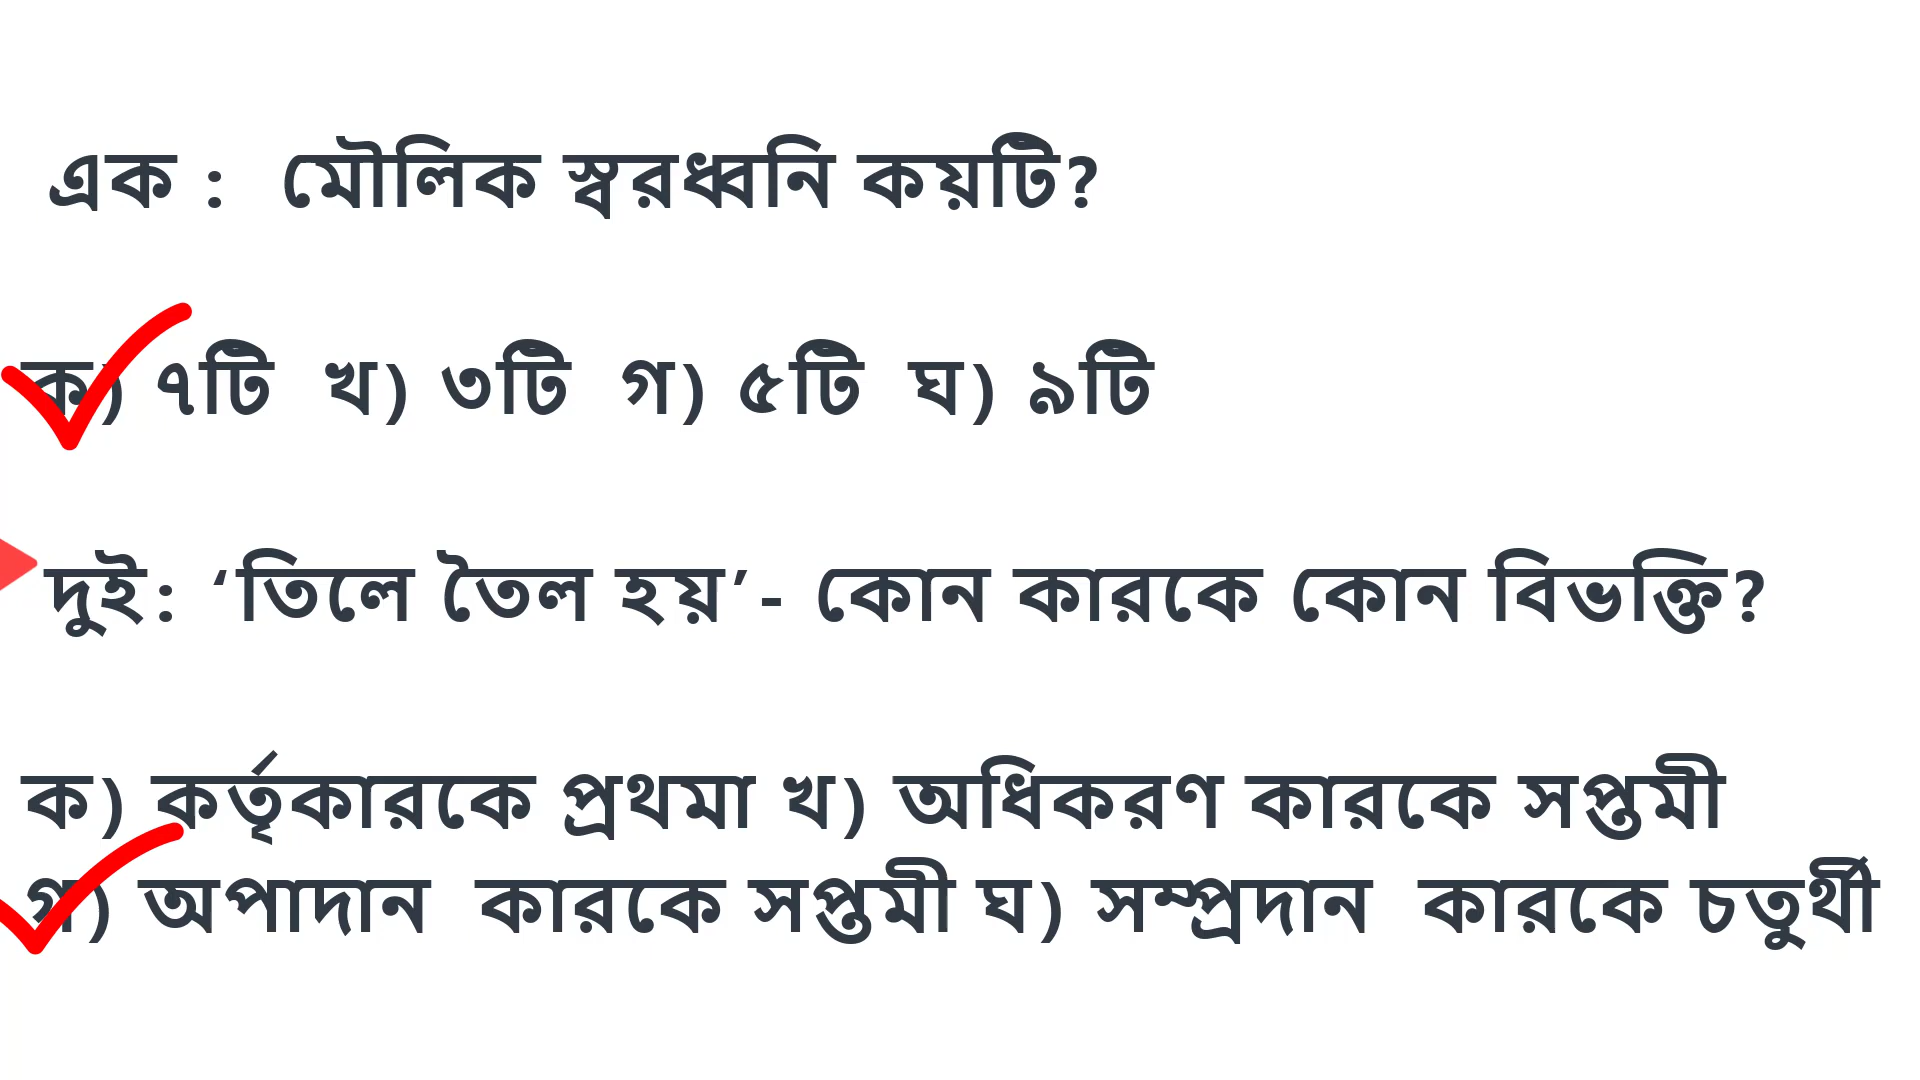 এক : মৌলিক স্বরধ্বনি কয়টি?
ক) ৭টি খ) ৩টি গ) ৫টি ঘ) ৯টি
দুই: ‘তিলে তৈল হয়’- কোন কারকে কোন বিভক্তি?
ক) কর্তৃকারকে প্রথমা খ) অধিকরণ কারকে সপ্তমী
গ) অপাদান কারকে সপ্তমী ঘ) সম্প্রদান কারকে চতুর্থী